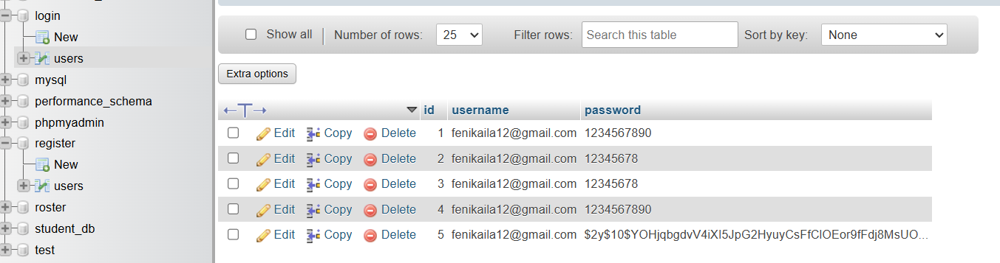 login
New
users
mysql
performance_schema
phpmyadmin
register
New
users
roster
student_db
test
Show all Number of rows: 25 Filter rows: Search this table Sort by key: None
Extra options
id username password
Edit Copy Delete 1 fenikaila12@gmail.com 1234567890
Edit Copy Delete 2 fenikaila12@gmail.com 12345678
Edit Copy Delete 3 fenikaila12@gmail.com 12345678
Edit Copy Delete 4 fenikaila12@gmail.com 1234567890
Edit Copy Delete 5 fenikaila12@gmail.com $2y$10$YOHjqbgdvV4iXI5JpG2HyuyCsFfClOEor9fFdj8MsUO...